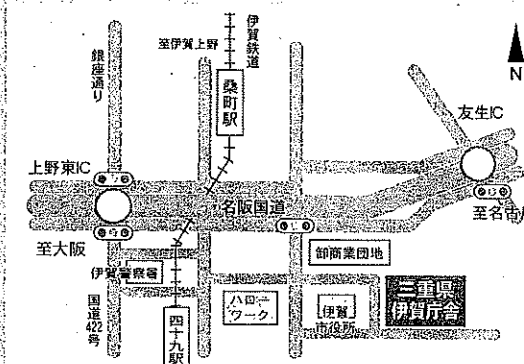 銀座通り
至伊賀上野
伊賀鉄道
桑町駅
N
友生IC
上野東IC
名阪国道
至大阪
至名古屋
卸商業団地
伊賀警察署
ハロー
ワーク
伊賀
市役所
三重県
伊賀庁舎
国道
422
号
四十九駅